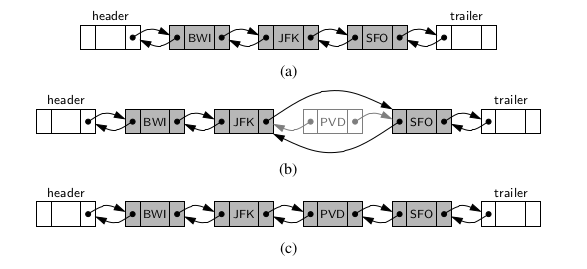 header trailer
BWI JFK SFO
(a)
header trailer
BWI JFK PVD SFO
(b)
header trailer
BWI JFK PVD SFO
(c)